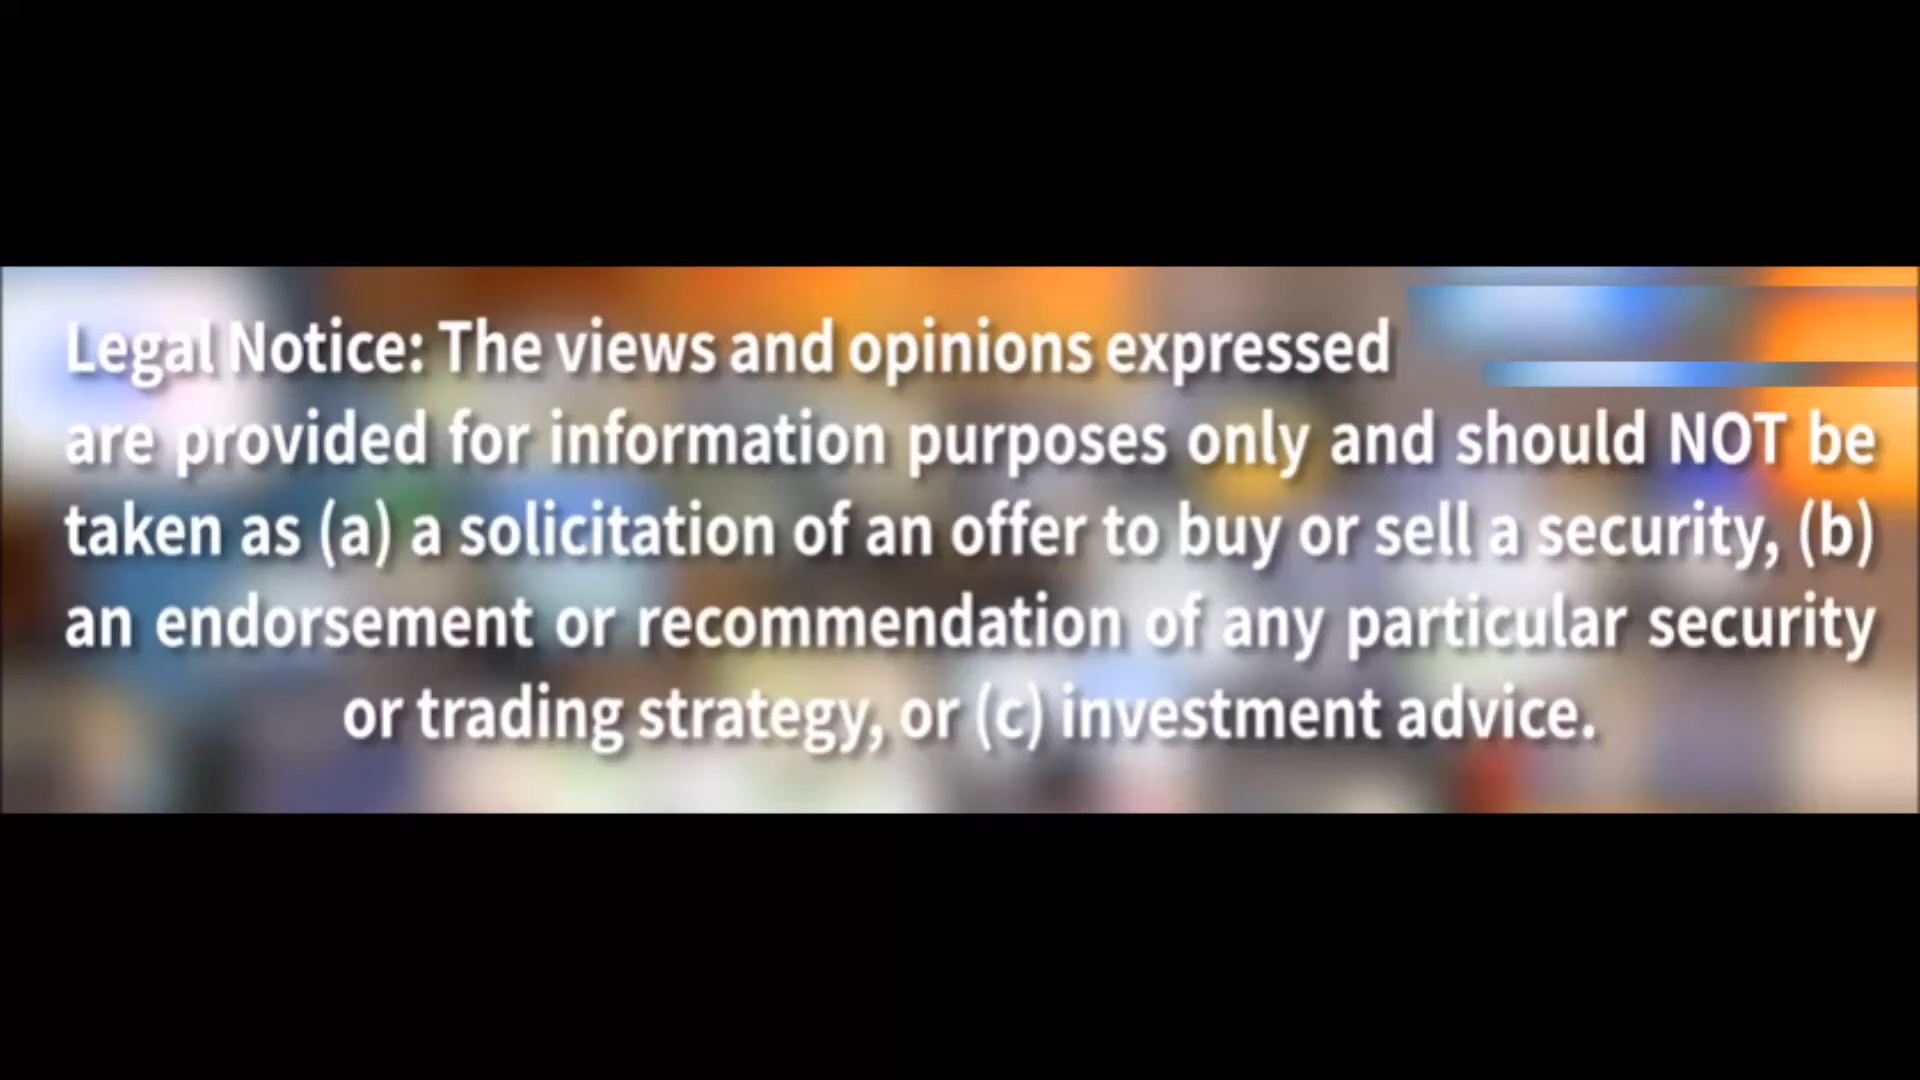 Legal Notice: The views and opinions expressed
are provided for information purposes only and should NOT be
taken as (a) a solicitation of an offer to buy or sell a security, (b)
an endorsement or recommendation of any particular security
or trading strategy, or (c) investment advice.